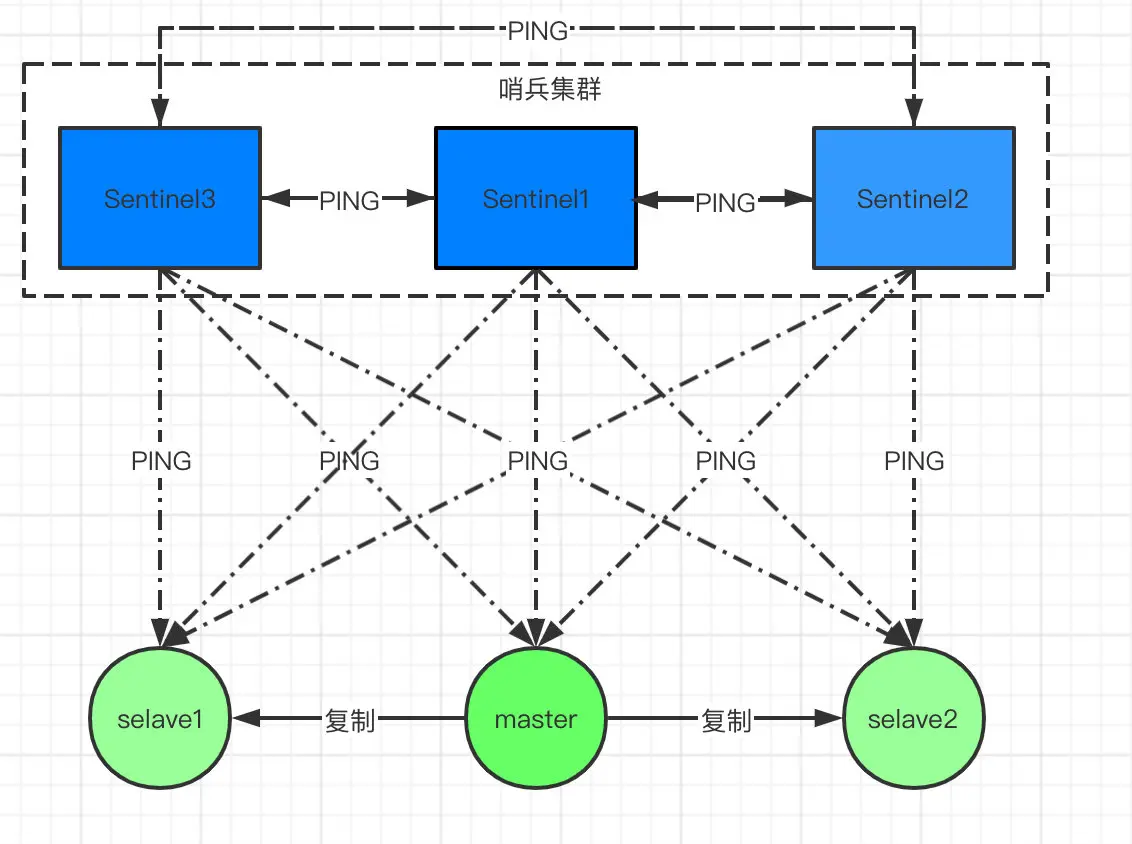 PING
哨兵集群
Sentinel3
PING
Sentinel1
PING
Sentinel2
PING
PING
PING
PING
PING
selave1
复制
master
复制
selave2